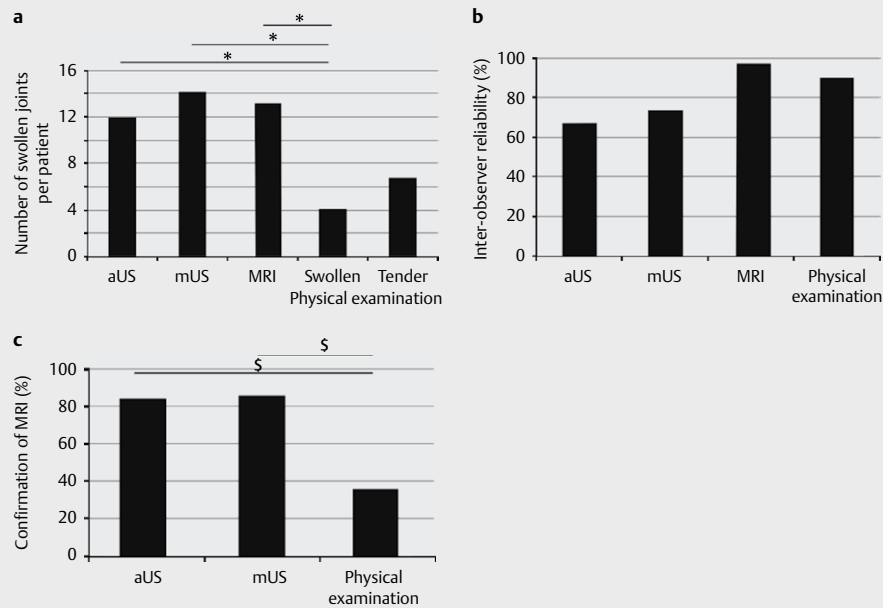 a
*
*
*
Number of swollen joints
per patient
16
12
8
4
0
aUS mUS MRI Swollen Tender
Physical examination
b
Inter-observer reliability (%)
100
80
60
40
20
0
aUS mUS MRI Physical
examination
c
$
$
Confirmation of MRI (%)
100
80
60
40
20
0
aUS mUS Physical
examination